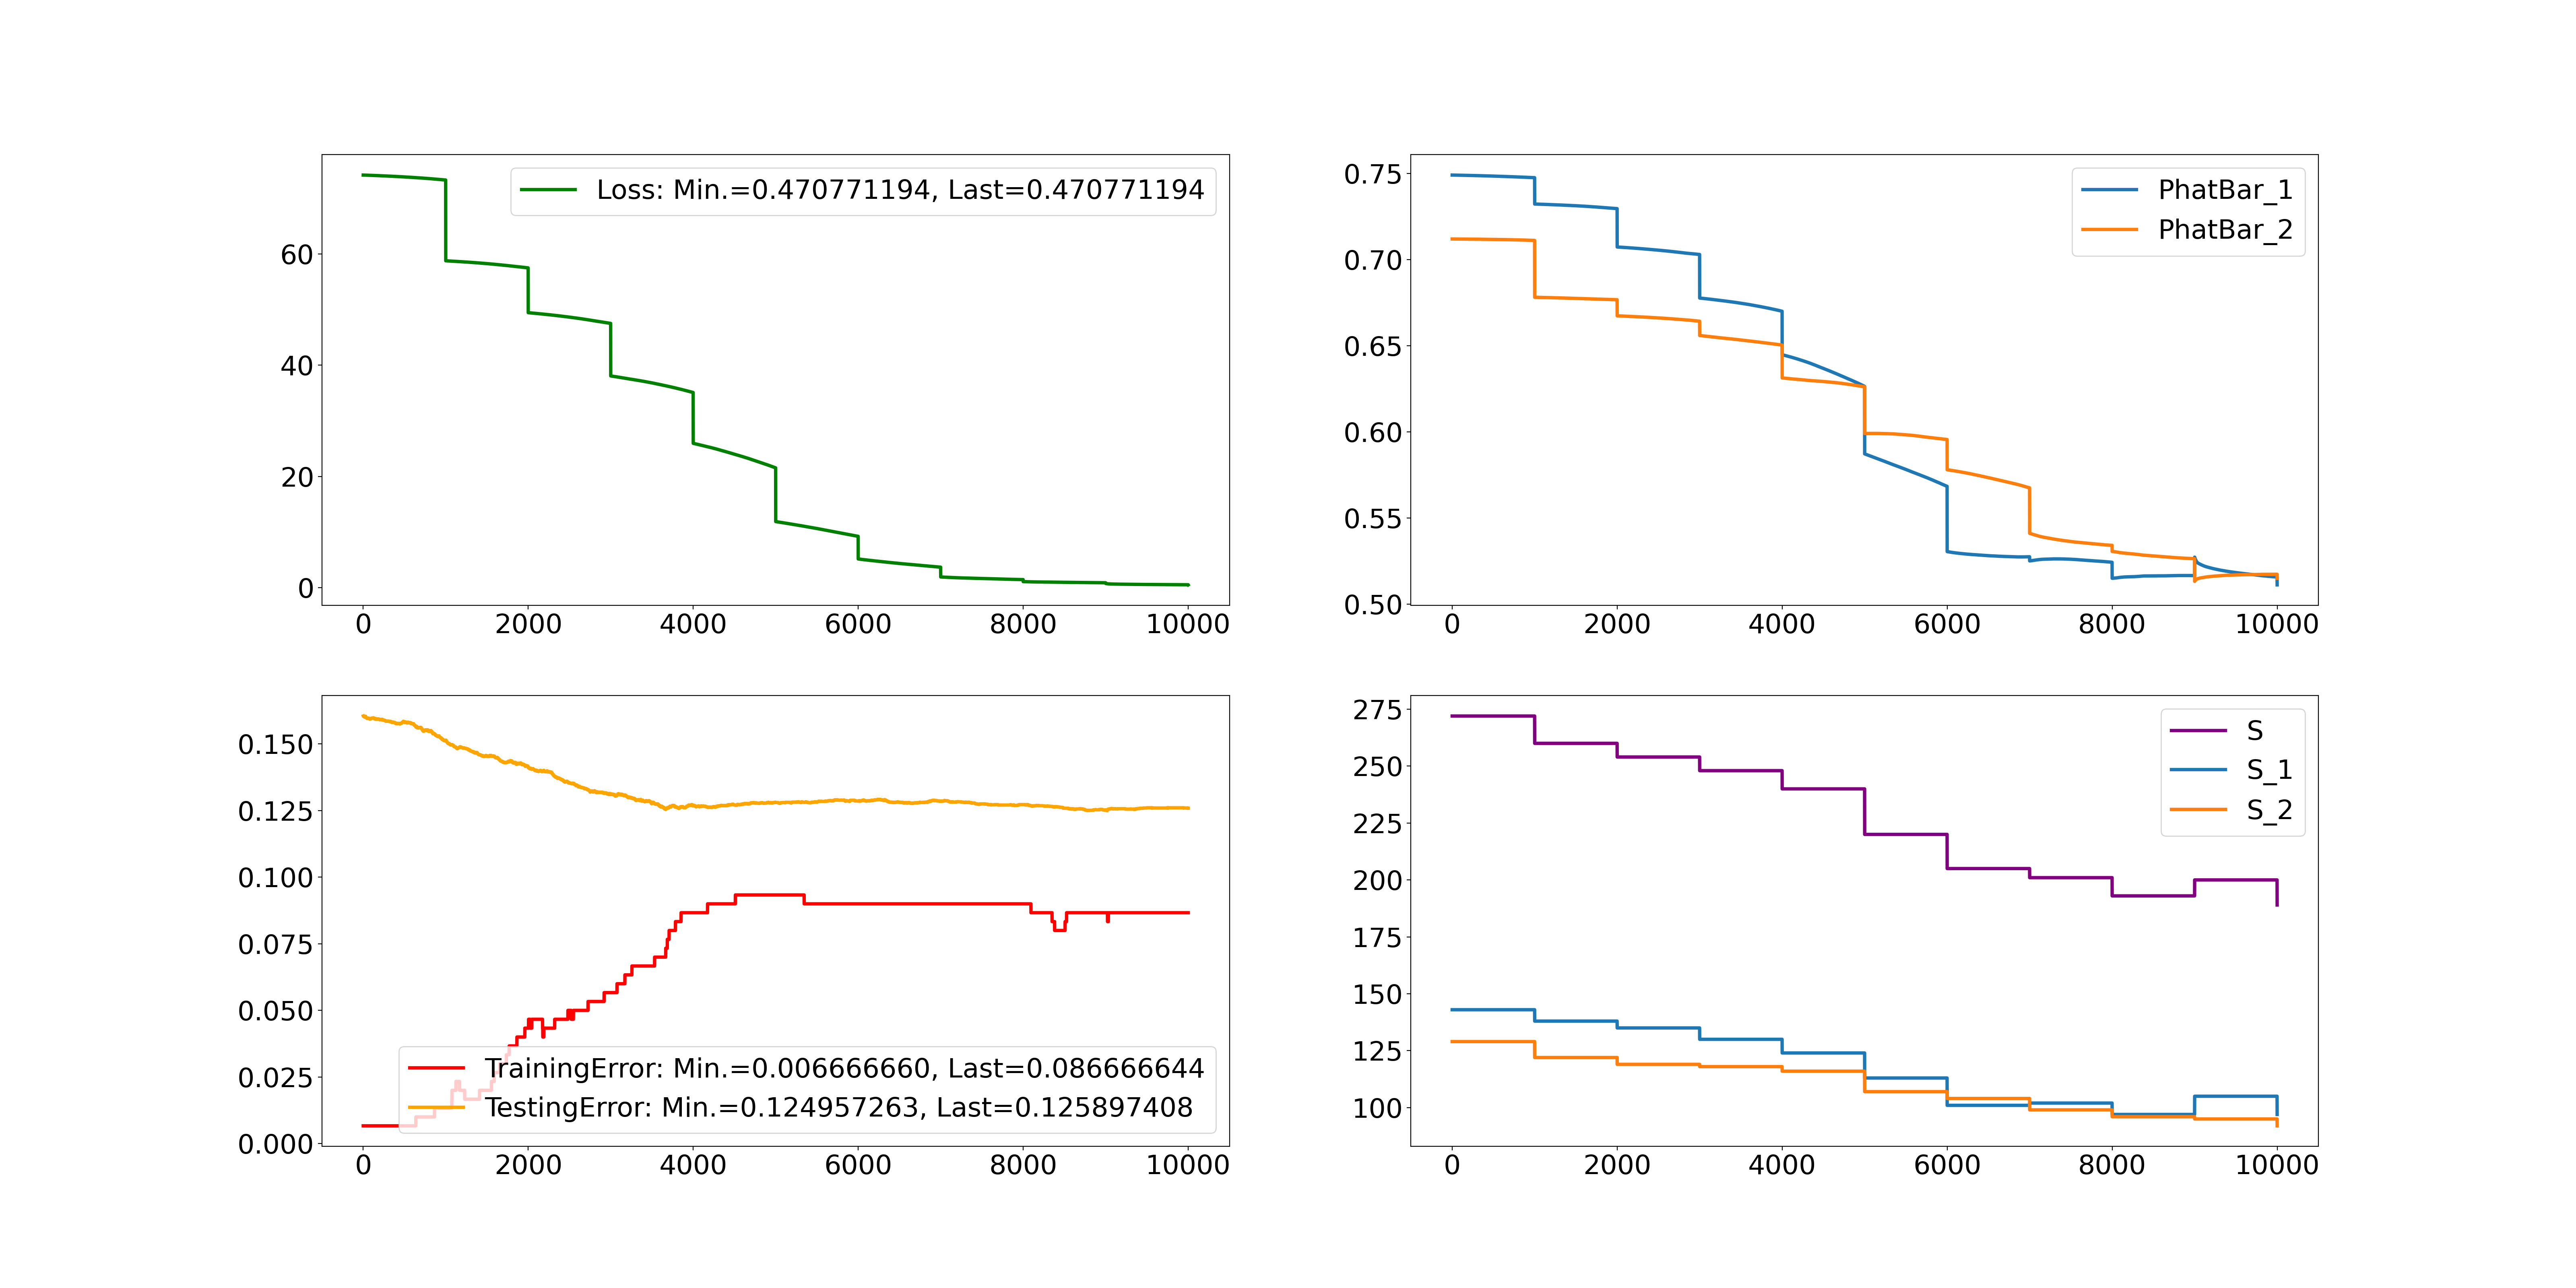 Loss: Min.=0.470771194, Last=0.470771194
60
40
20
0
0 2000 4000 6000 8000 10000
PhatBar_1
PhatBar_2
0.75
0.70
0.65
0.60
0.55
0.50
0 2000 4000 6000 8000 10000
0.150
0.125
0.100
0.075
0.050
0.025
0.000
TrainingError: Min.=0.006666660, Last=0.086666644
TestingError: Min.=0.124957263, Last=0.125897408
0 2000 4000 6000 8000 10000
275
250
225
200
175
150
125
100
S
S_1
S_2
0 2000 4000 6000 8000 10000